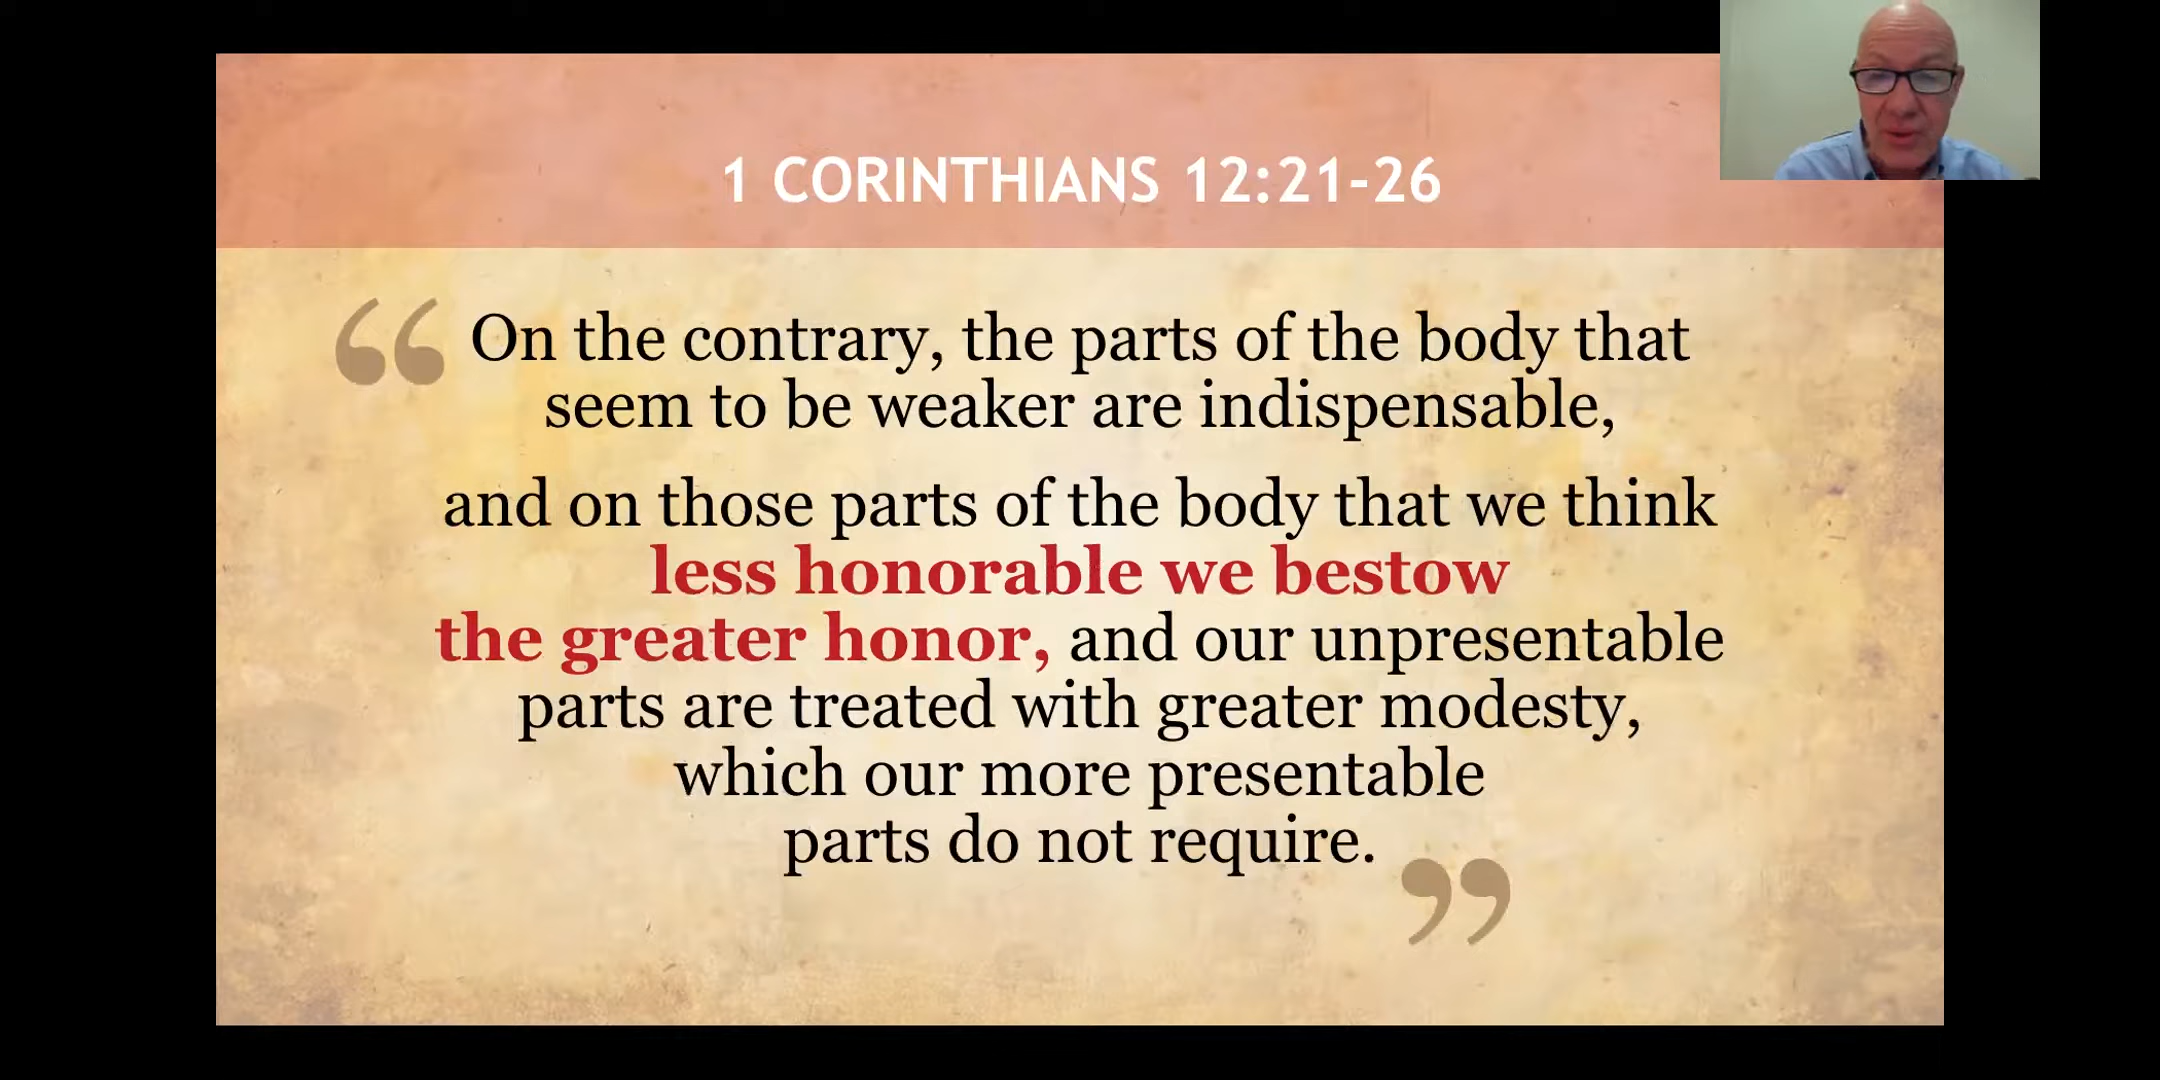 1 CORINTHIANS 12:21-26
“ On the contrary, the parts of the body that
seem to be weaker are indispensable,
and on those parts of the body that we think
less honorable we bestow
the greater honor, and our unpresentable
parts are treated with greater modesty,
which our more presentable
parts do not require. ”